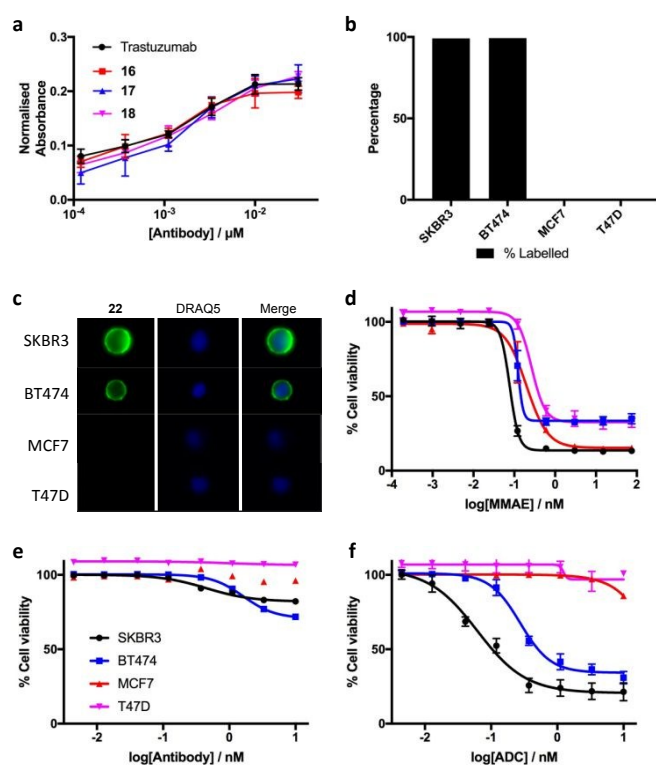 a
Normalised
Absorbance
0.3
0.2
0.1
0.0
Trastuzumab
16
17
18
10⁻⁴
10⁻³
10⁻²
[Antibody] / µM
b
Percentage
100
50
0
SKBR3
BT474
MCF7
T47D
% Labelled
c
22
DRAQ5
Merge
SKBR3
BT474
MCF7
T47D
d
% Cell viability
100
50
0
-4
-3
-2
-1
0
1
2
log[MMAE] / nM
e
% Cell viability
100
50
0
SKBR3
BT474
MCF7
T47D
-2
-1
0
1
log[Antibody] / nM
f
% Cell viability
100
50
0
-2
-1
0
1
log[ADC] / nM